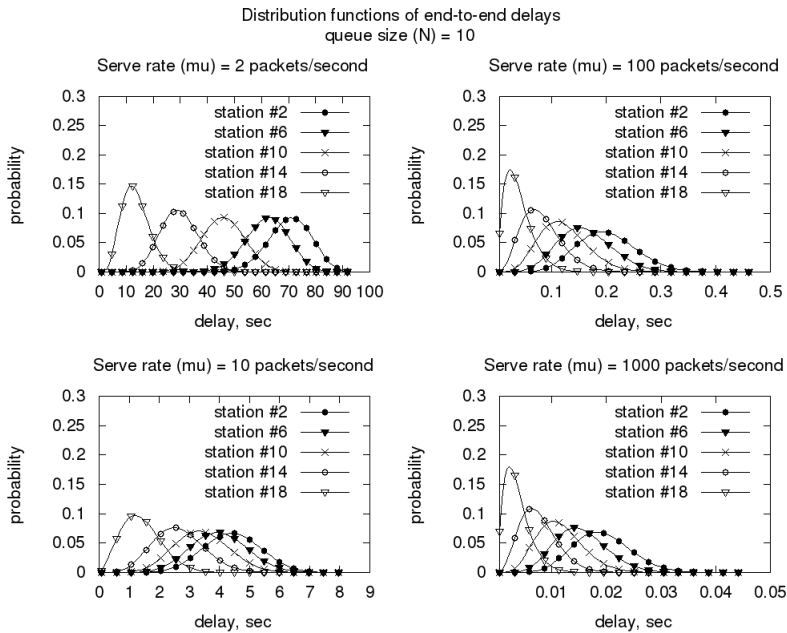 Distribution functions of end-to-end delays
queue size (N) = 10
Serve rate (mu) = 2 packets/second
0.3
0.25
0.2
0.15
0.1
0.05
0
probability
station #2
station #6
station #10
station #14
station #18
0 10 20 30 40 50 60 70 80 90 100
delay, sec
Serve rate (mu) = 100 packets/second
0.3
0.25
0.2
0.15
0.1
0.05
0
probability
station #2
station #6
station #10
station #14
station #18
0.1 0.2 0.3 0.4 0.5
delay, sec
Serve rate (mu) = 10 packets/second
0.3
0.25
0.2
0.15
0.1
0.05
0
probability
station #2
station #6
station #10
station #14
station #18
0 1 2 3 4 5 6 7 8 9
delay, sec
Serve rate (mu) = 1000 packets/second
0.3
0.25
0.2
0.15
0.1
0.05
0
probability
station #2
station #6
station #10
station #14
station #18
0.01 0.02 0.03 0.04 0.05
delay, sec